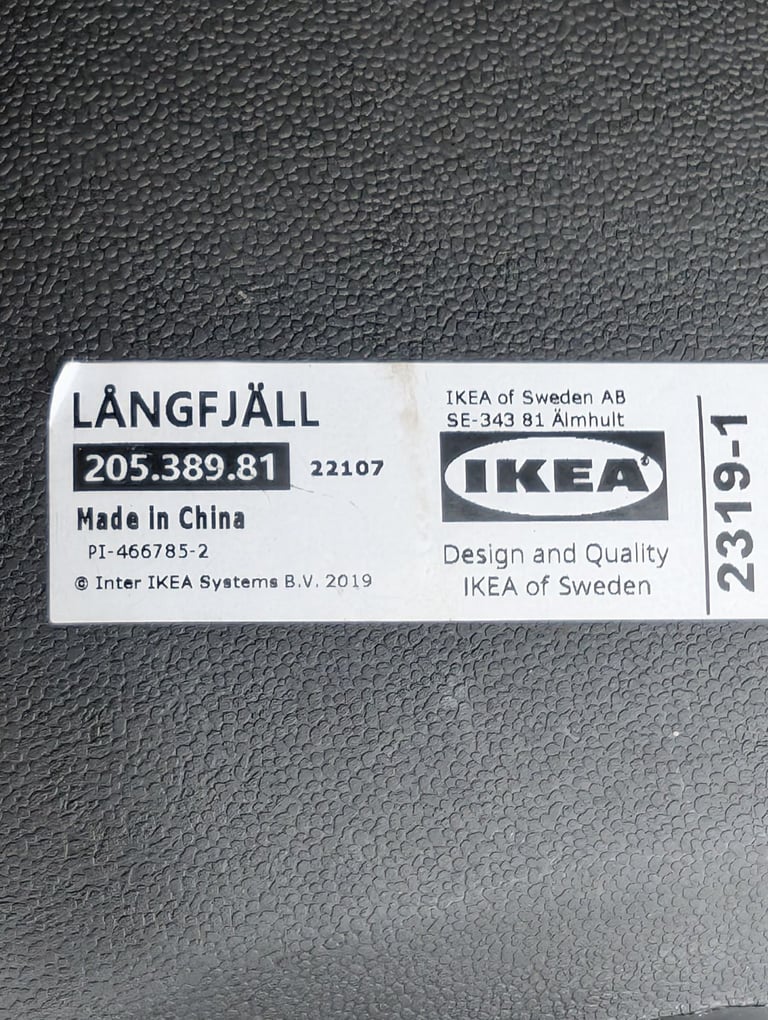 LÅNGFJÄLL
205.389.81 22107
Made in China
PI-466785-2
© Inter IKEA Systems B.V. 2019
IKEA of Sweden AB
SE-343 81 Älmhult
IKEA®
Design and Quality
IKEA of Sweden
2319-1